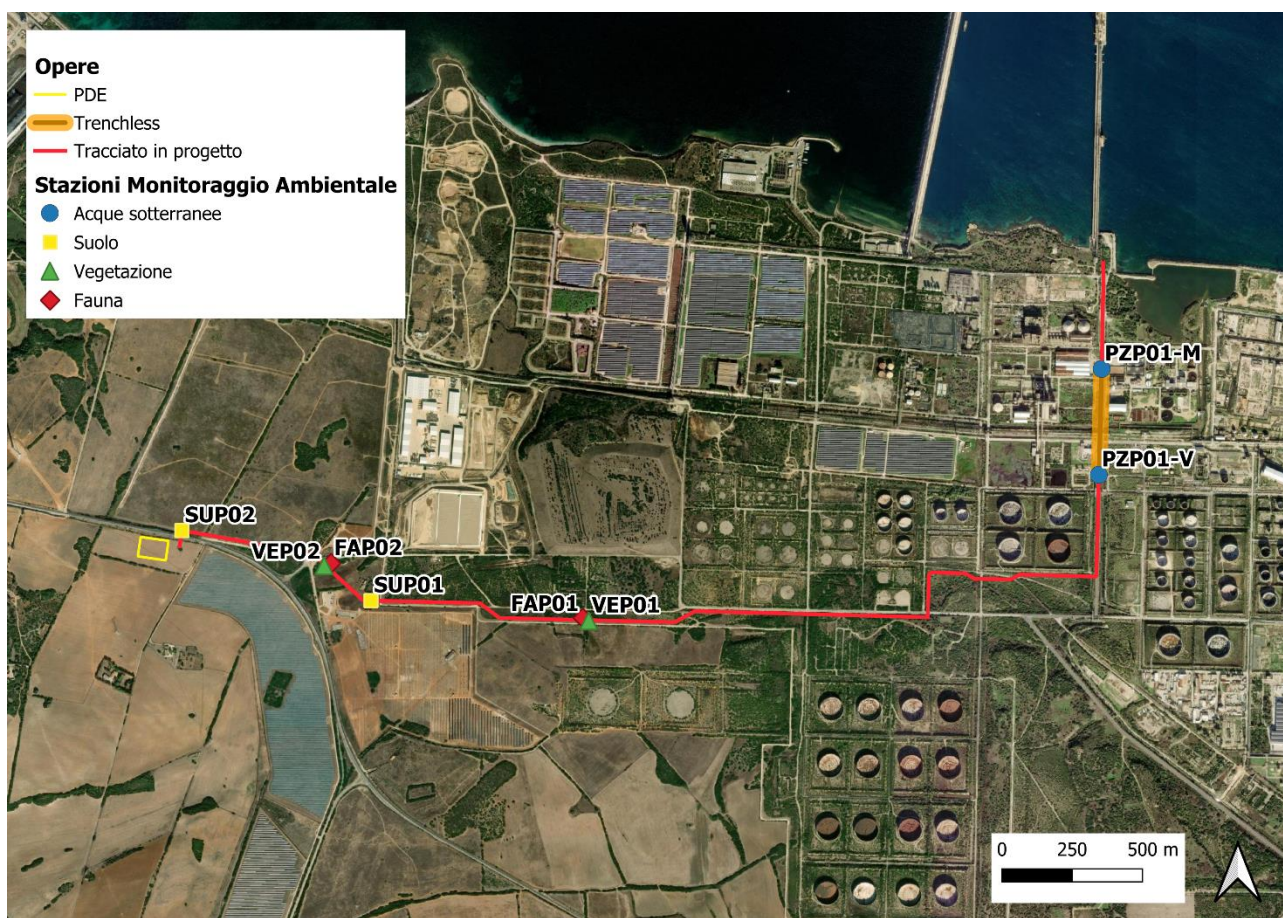 Opere
PDE
Trenchless
Tracciato in progetto
Stazioni Monitoraggio Ambientale
Acque sotterranee
Suolo
Vegetazione
Fauna
PZP01-M
PZP01-V
SUP02
VEP02 FAP02
SUP01
FAP01 VEP01
0 250 500 m